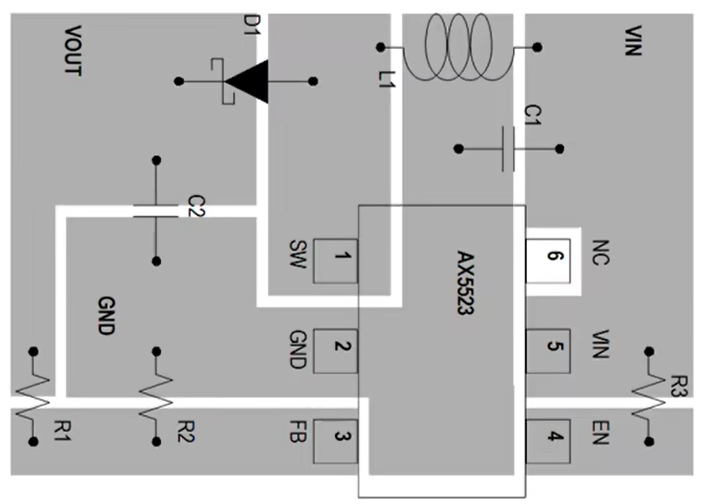 D1
VOUT
VIN
L1
C1
C2
SW
1
AX5523
6
NC
GND
GND
2
5
VIN
R3
R1
R2
FB
3
4
EN